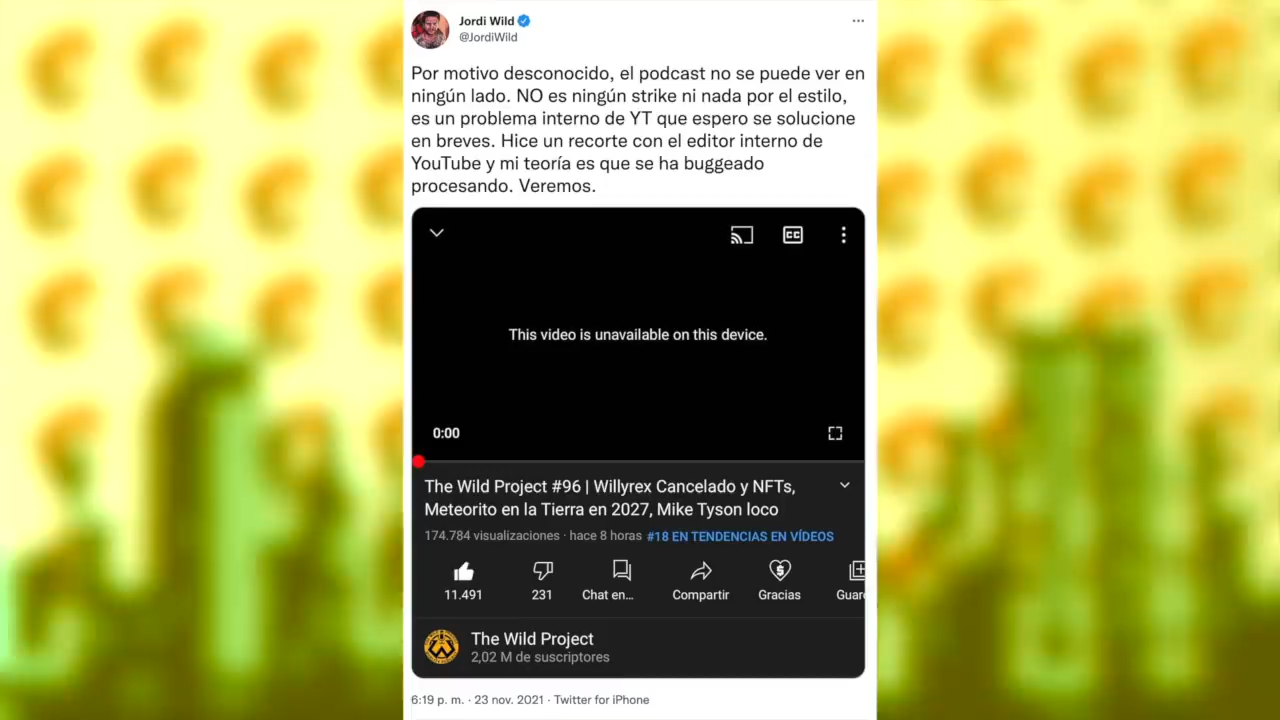 Jordi Wild
@JordiWild
Por motivo desconocido, el podcast no se puede ver en
ningún lado. NO es ningún strike ni nada por el estilo,
es un problema interno de YT que espero se solucione
en breves. Hice un recorte con el editor interno de
YouTube y mi teoría es que se ha buggeado
procesando. Veremos.
CC
This video is unavailable on this device.
0:00
The Wild Project #96 | Willyrex Cancelado y NFTs,
Meteorito en la Tierra en 2027, Mike Tyson loco
174.784 visualizaciones · hace 8 horas #18 EN TENDENCIAS EN VÍDEOS
11.491 231 Chat en... Compartir Gracias Guar
The Wild Project
2,02 M de suscriptores
6:19 p. m. · 23 nov. 2021 · Twitter for iPhone